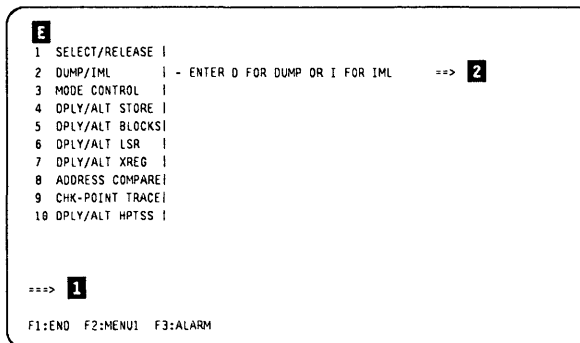 E
1 SELECT/RELEASE |
2 DUMP/IML | - ENTER D FOR DUMP OR I FOR IML ==> 2
3 MODE CONTROL |
4 DPLY/ALT STORE |
5 DPLY/ALT BLOCKS|
6 DPLY/ALT LSR |
7 DPLY/ALT XREG |
8 ADDRESS COMPARE|
9 CHK-POINT TRACE|
10 DPLY/ALT HPTSS |
===> 1
F1:END F2:MENU1 F3:ALARM